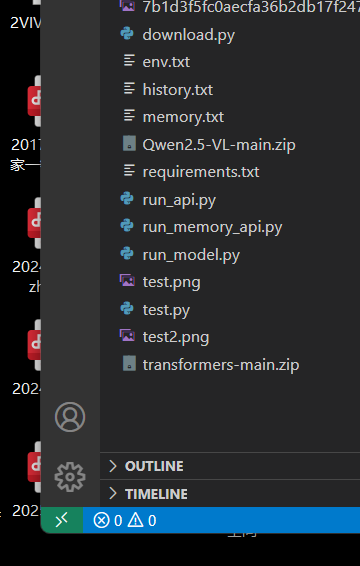 7b1d3f5fc0aecfa36b2db17f247
2VIV
download.py
env.txt
history.txt
memory.txt
2017
Qwen2.5-VL-main.zip
家一
requirements.txt
run_api.py
run_memory_api.py
run_model.py
2024
zh
test.png
test.py
test2.png
transformers-main.zip
2024
OUTLINE
TIMELINE
202
0 0